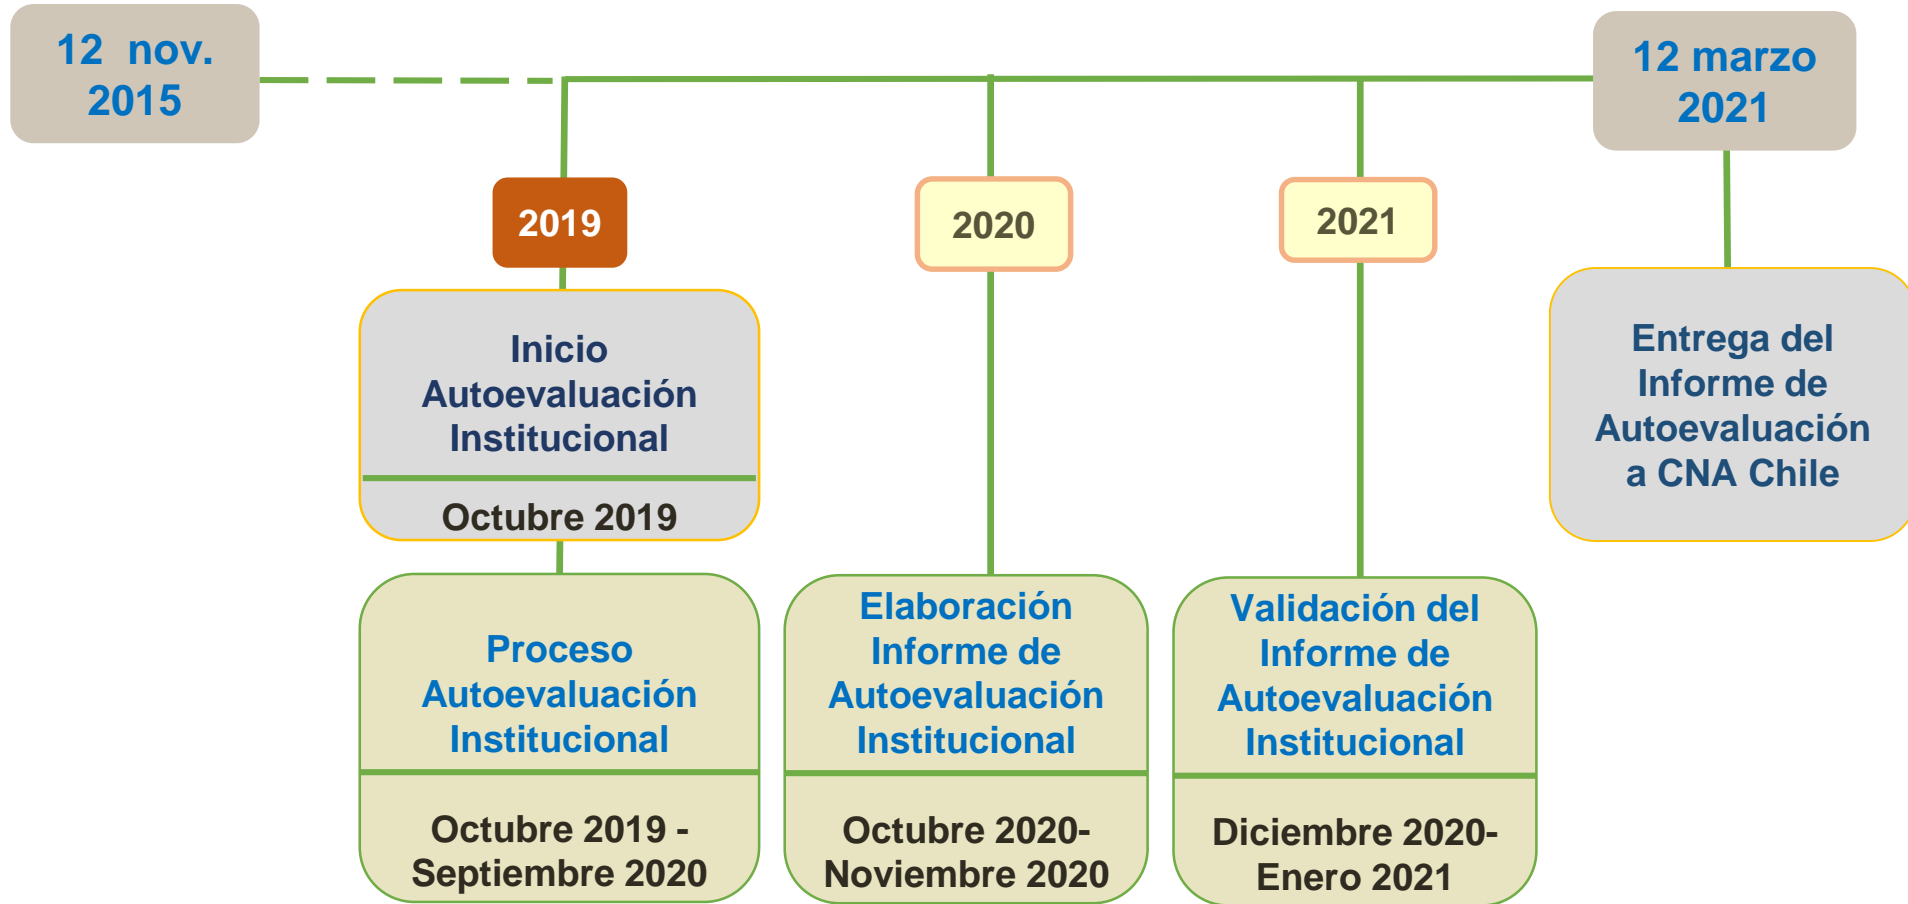 12 nov.
2015
12 marzo
2021
2019
2020
2021
Inicio
Autoevaluación
Institucional
Octubre 2019
Entrega del
Informe de
Autoevaluación
a CNA Chile
Proceso
Autoevaluación
Institucional
Octubre 2019 -
Septiembre 2020
Elaboración
Informe de
Autoevaluación
Institucional
Octubre 2020-
Noviembre 2020
Validación del
Informe de
Autoevaluación
Institucional
Diciembre 2020-
Enero 2021